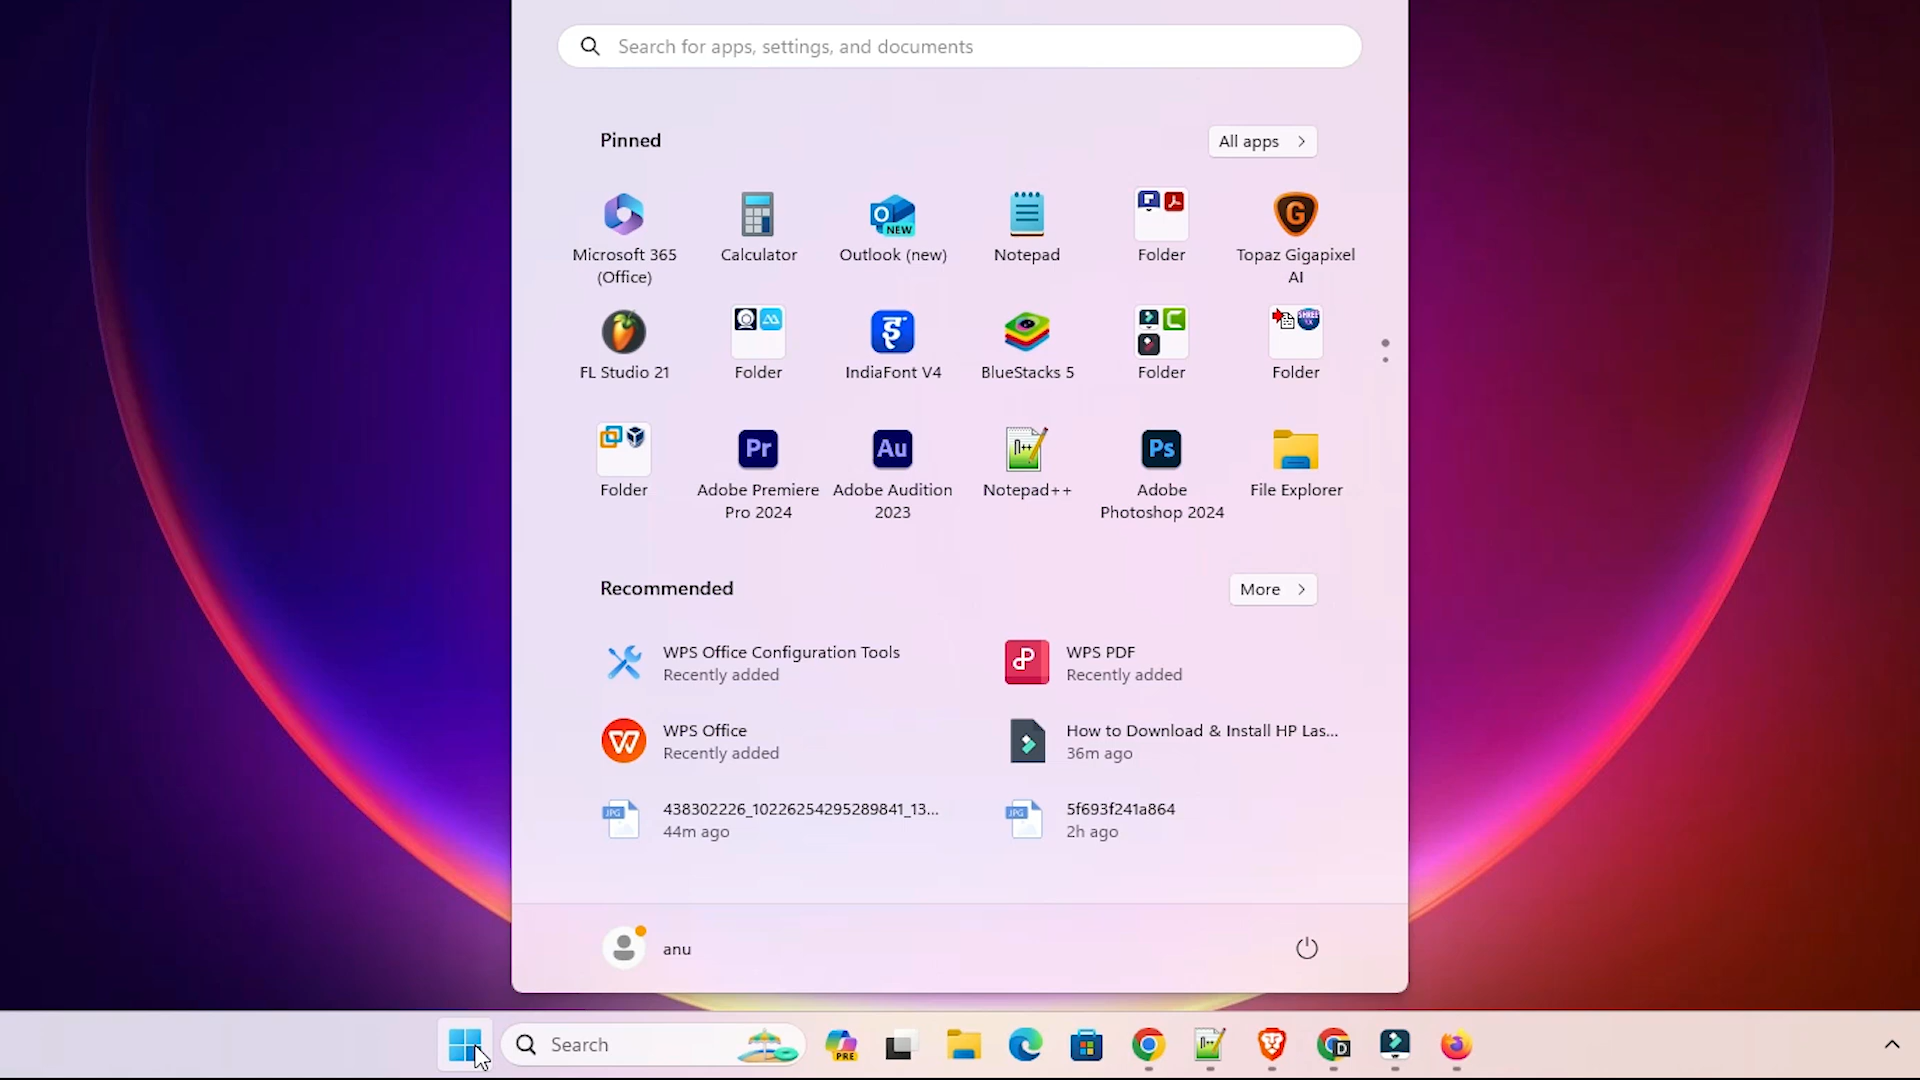 Search for apps, settings, and documents
Pinned
All apps
Microsoft 365
(Office)
Calculator
Outlook (new)
Notepad
Folder
Topaz Gigapixel
AI
FL Studio 21
Folder
IndiaFont V4
BlueStacks 5
Folder
Folder
Folder
Adobe Premiere
Pro 2024
Adobe Audition
2023
Notepad++
Adobe
Photoshop 2024
File Explorer
Recommended
More
WPS Office Configuration Tools
Recently added
WPS PDF
Recently added
WPS Office
Recently added
How to Download & Install HP Las...
36m ago
438302226_10226254295289841_13...
44m ago
5f693f241a864
2h ago
anu
Search